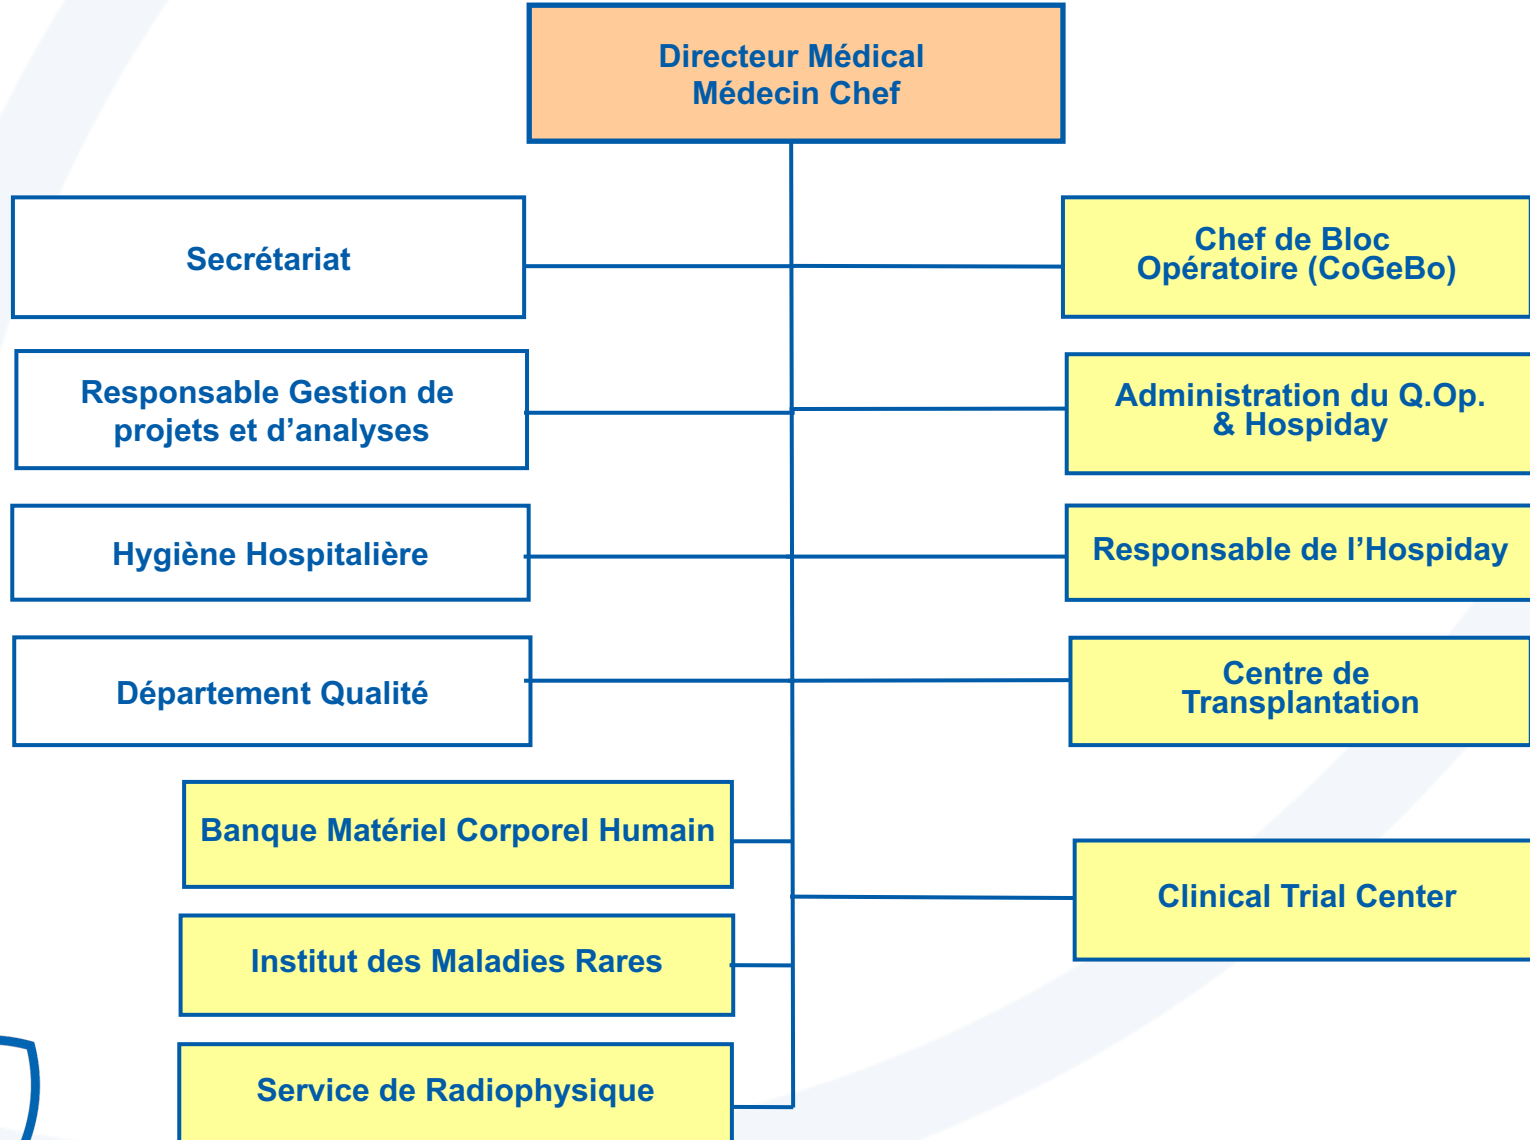 Directeur Médical
Médecin Chef
Secrétariat
Chef de Bloc
Opératoire (CoGeBo)
Responsable Gestion de
projets et d’analyses
Administration du Q.Op.
& Hospiday
Hygiène Hospitalière
Responsable de l’Hospiday
Département Qualité
Centre de
Transplantation
Banque Matériel Corporel Humain
Clinical Trial Center
Institut des Maladies Rares
Service de Radiophysique